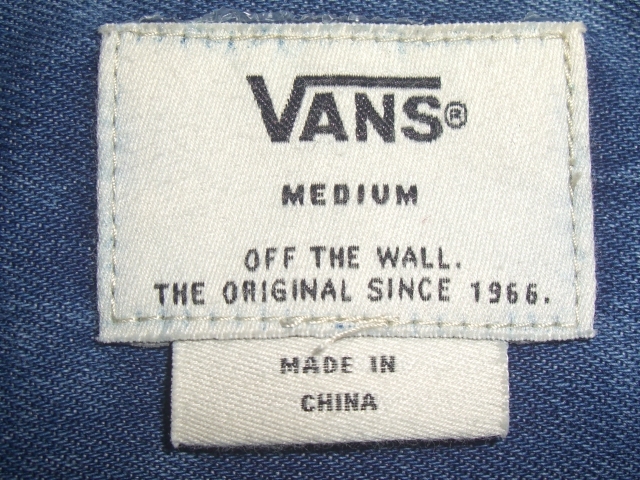 VANS®
MEDIUM
OFF THE WALL.
THE ORIGINAL SINCE 1966.
MADE IN
CHINA